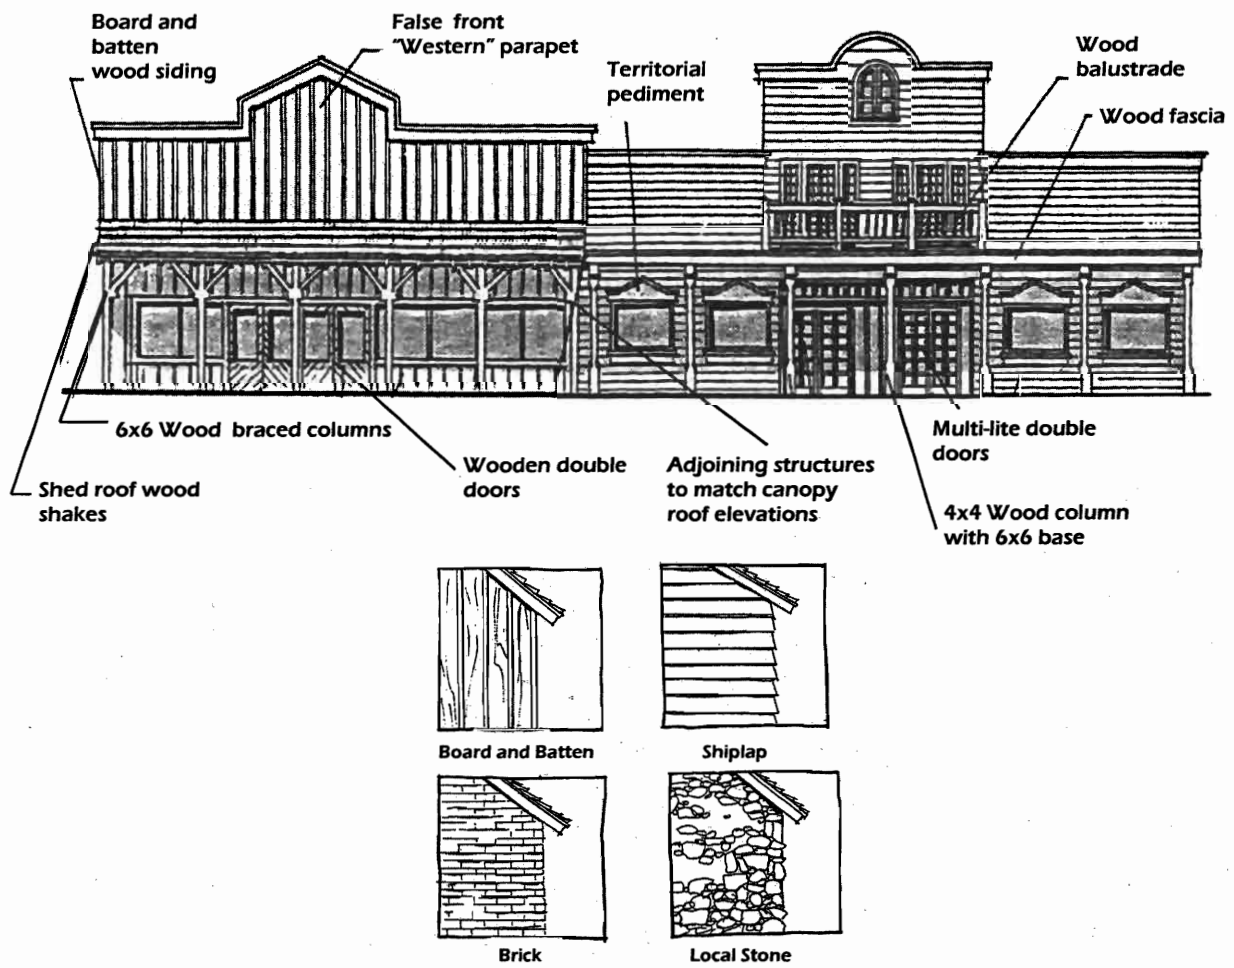 Board and
batten
wood siding
False front
"Western" parapet
Territorial
pediment
Wood
balustrade
Wood fascia
6x6 Wood braced columns
Shed roof wood
shakes
Wooden double
doors
Adjoining structures
to match canopy
roof elevations
Multi-lite double
doors
4x4 Wood column
with 6x6 base
Board and Batten
Shiplap
Brick
Local Stone